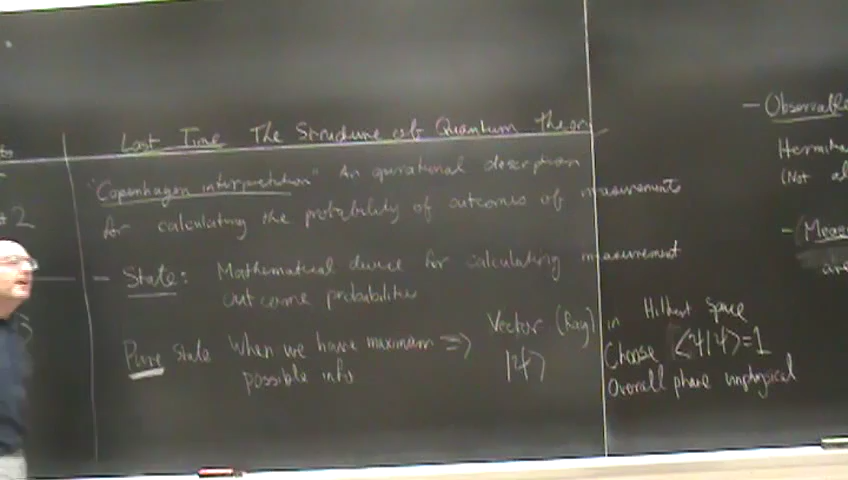 Last Time The Structure of Quantum Theory
"Copenhagen interpretation" An operational description
for calculating the probability of outcomes of measurements
- State: Mathematical device for calculating measurement
outcome probabilities
Pure state When we have maximum => Vector (Ray) in Hilbert Space
possible info |ψ> Choose <ψ|ψ>=1
Overall phase unphysical
- Observable
Hermitian
(Not al
- Meas
are
2